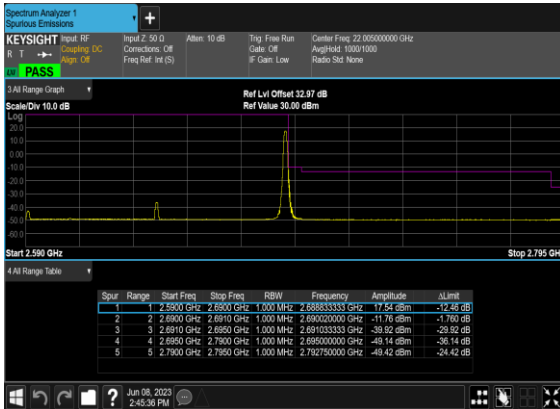 Spectrum Analyzer 1
Spurious Emissions
+
KEYSIGHT Input: RF Input Z: 50 Ω Atten: 10 dB Trig: Free Run Center Freq: 22.005000000 GHz
R T Coupling: DC Corrections: Off Gate: Off Avg|Hold: 1000/1000
Align: Off Freq Ref: Int (S) IF Gain: Low Radio Std: None
PASS
3 All Range Graph
Ref Lvl Offset 32.97 dB
Scale/Div 10.0 dB Ref Value 30.00 dBm
Log
20.0
10.0
0.00
-10.0
-20.0
-30.0
-40.0
-50.0
-60.0
Start 2.590 GHz Stop 2.795 GH
4 All Range Table
Spur Range Start Freq Stop Freq RBW Frequency Amplitude ΔLimit
1 1 2.5900 GHz 2.6900 GHz 1.000 MHz 2.688833333 GHz 17.54 dBm -12.46 dB
2 2 2.6900 GHz 2.6910 GHz 1.000 MHz 2.690020000 GHz -11.76 dBm -1.760 dB
3 3 2.6910 GHz 2.6950 GHz 1.000 MHz 2.691033333 GHz -39.92 dBm -29.92 dB
4 4 2.6950 GHz 2.7900 GHz 1.000 MHz 2.695000000 GHz -49.14 dBm -36.14 dB
5 5 2.7900 GHz 2.7950 GHz 1.000 MHz 2.792750000 GHz -49.42 dBm -24.42 dB
? Jun 08, 2023
2:45:36 PM